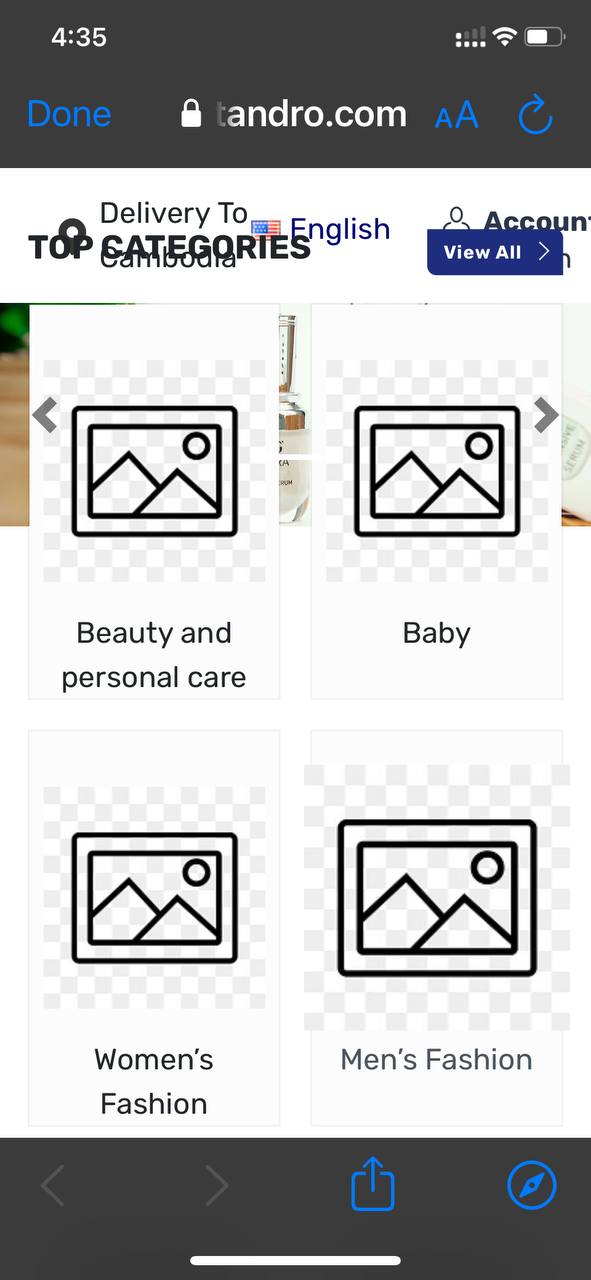 4:35
Done
tandro.com
AA
Delivery To
Cambodia
English
Account
TOP CATEGORIES
View All
Beauty and
personal care
Baby
Women's
Fashion
Men's Fashion